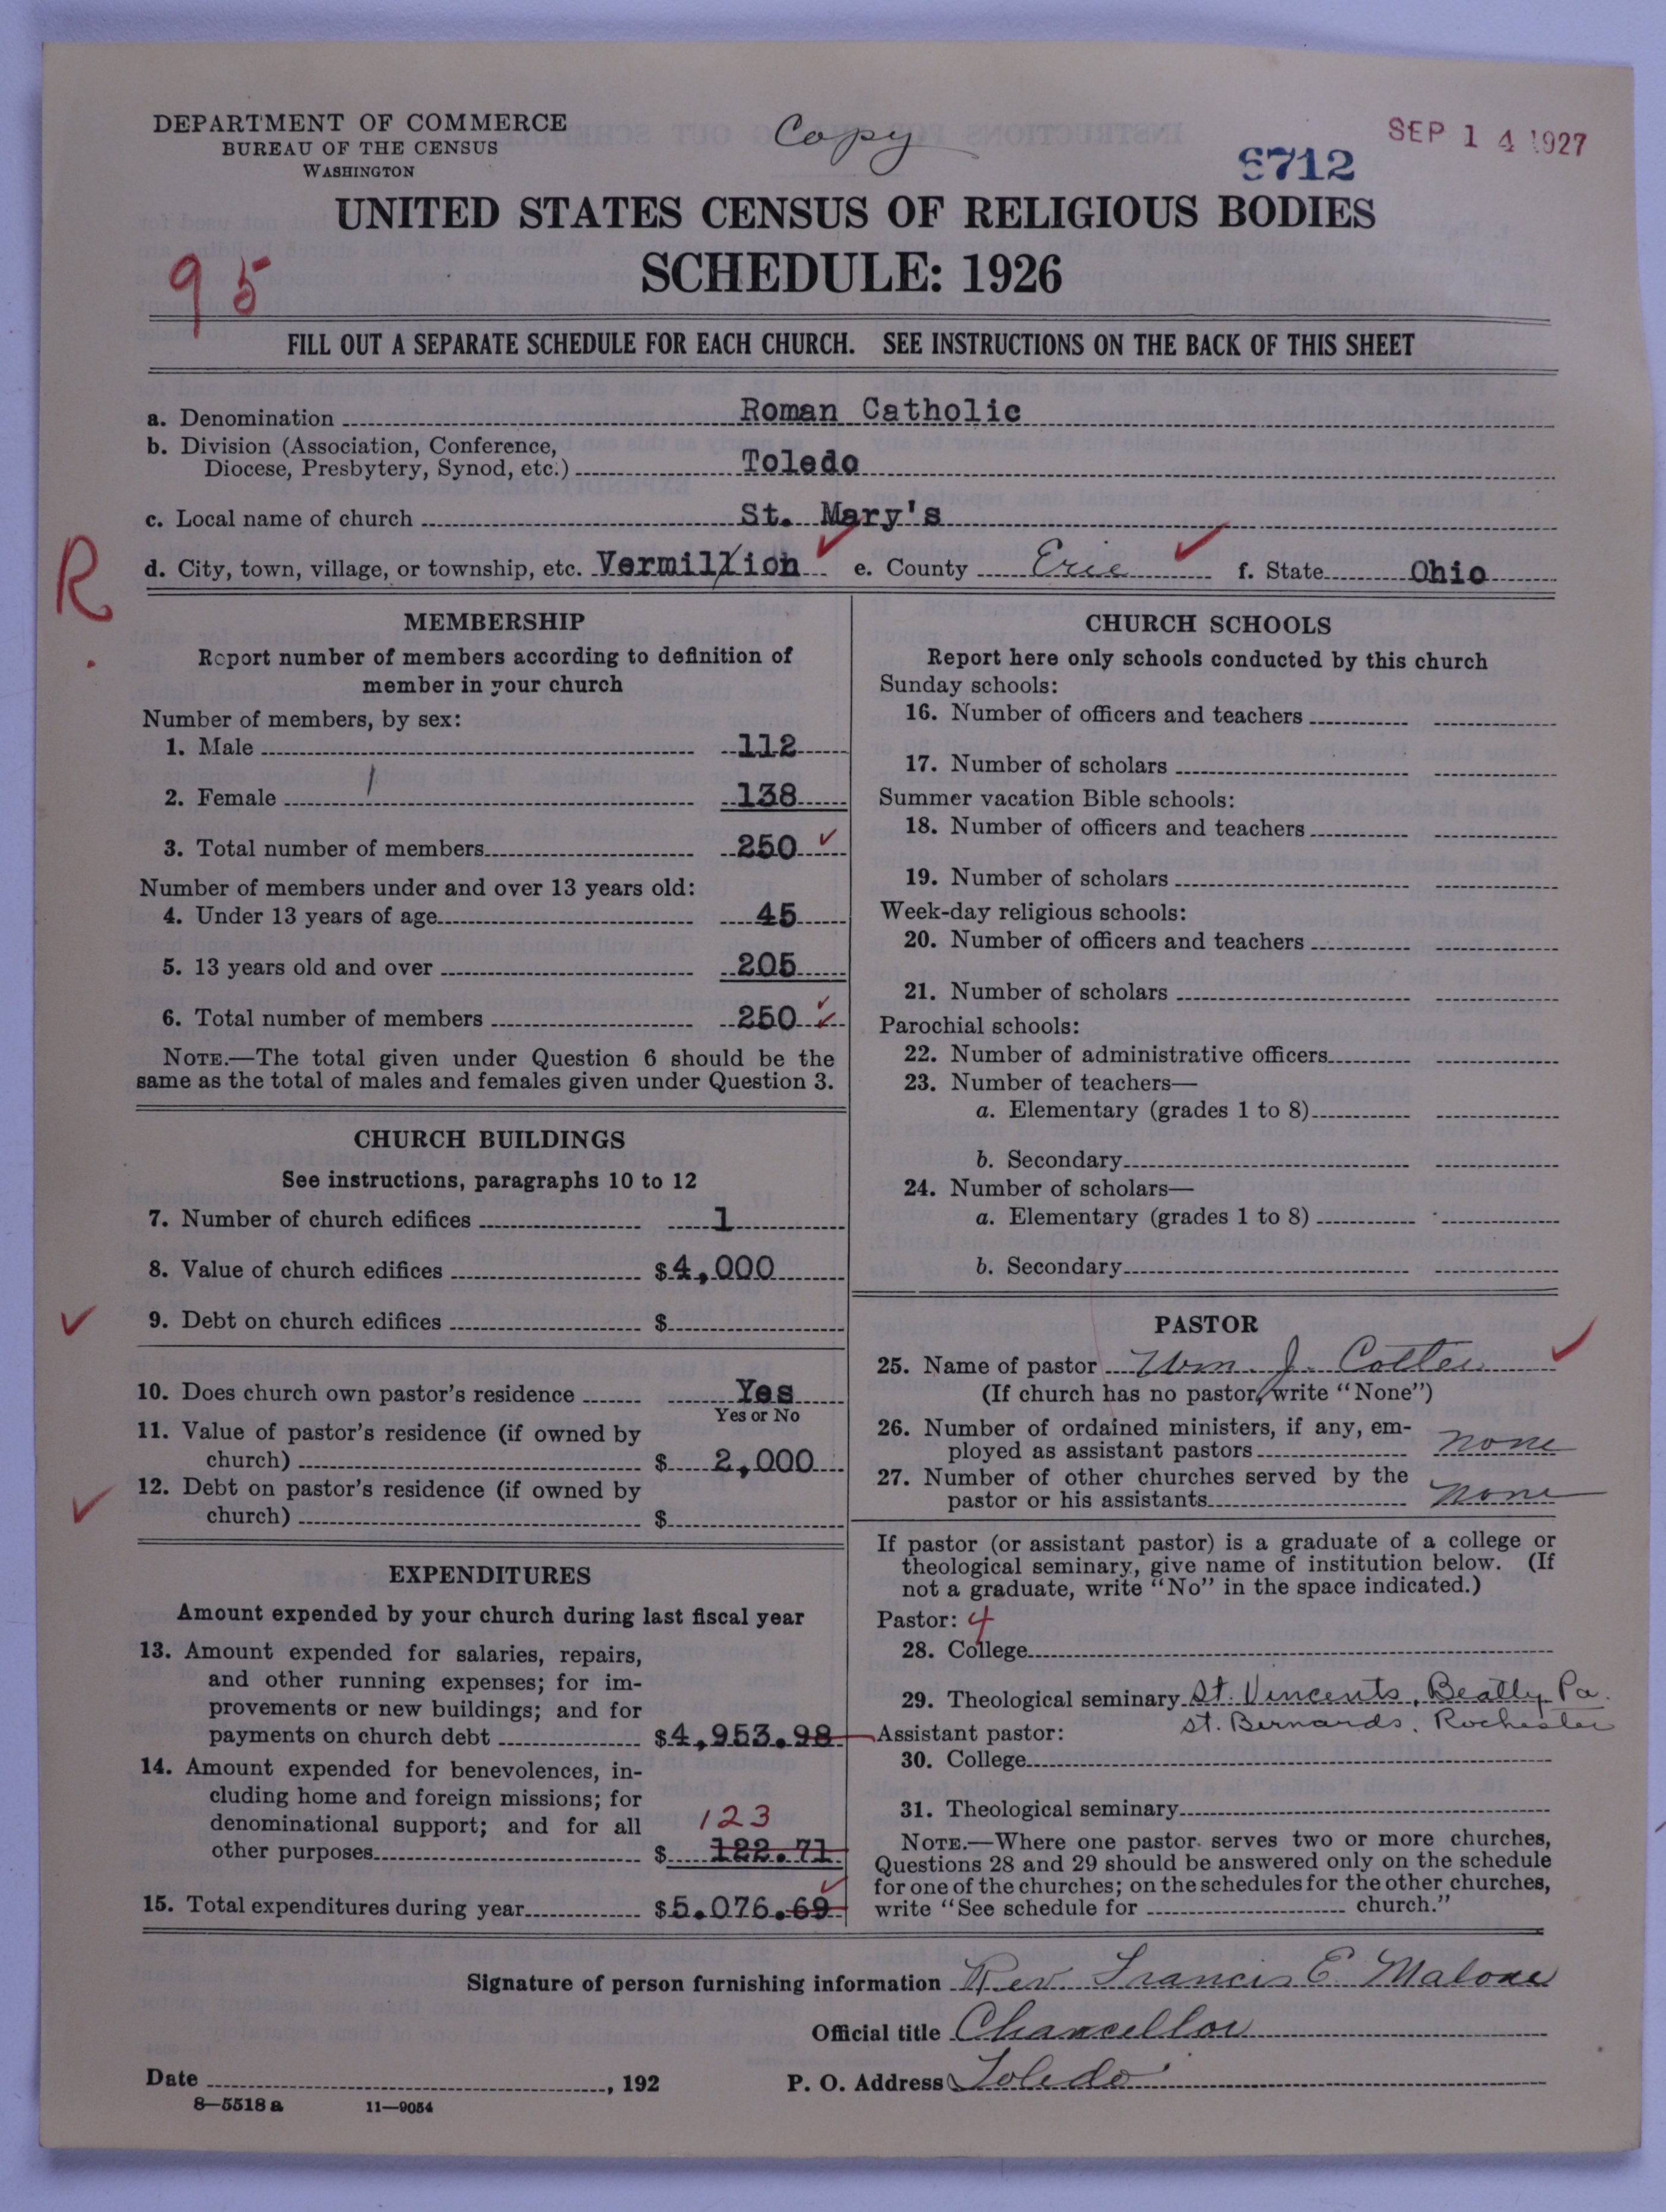 DEPARTMENT OF COMMERCE
BUREAU OF THE CENSUS
WASHINGTON
Copy
SEP 14 1927
6712
UNITED STATES CENSUS OF RELIGIOUS BODIES
SCHEDULE: 1926
95
FILL OUT A SEPARATE SCHEDULE FOR EACH CHURCH. SEE INSTRUCTIONS ON THE BACK OF THIS SHEET
a. Denomination Roman Catholic
b. Division (Association, Conference,
Diocese, Presbytery, Synod, etc.) Toledo
c. Local name of church St. Mary's
R
d. City, town, village, or township, etc. Vermillion e. County Erie f. State Ohio
MEMBERSHIP
Report number of members according to definition of
member in your church
Number of members, by sex:
1. Male 112
2. Female 138
3. Total number of members 250
Number of members under and over 13 years old:
4. Under 13 years of age 45
5. 13 years old and over 205
6. Total number of members 250
NOTE.—The total given under Question 6 should be the
same as the total of males and females given under Question 3.
CHURCH BUILDINGS
See instructions, paragraphs 10 to 12
7. Number of church edifices 1
8. Value of church edifices $4,000
9. Debt on church edifices $
10. Does church own pastor's residence Yes
Yes or No
11. Value of pastor's residence (if owned by
church) $ 2,000
12. Debt on pastor's residence (if owned by
church) $
EXPENDITURES
Amount expended by your church during last fiscal year
13. Amount expended for salaries, repairs,
and other running expenses; for im-
provements or new buildings; and for
payments on church debt $4,953.98
14. Amount expended for benevolences, in-
cluding home and foreign missions; for
denominational support; and for all 123
other purposes $ 122.71
15. Total expenditures during year $5.076.69
CHURCH SCHOOLS
Report here only schools conducted by this church
Sunday schools:
16. Number of officers and teachers
17. Number of scholars
Summer vacation Bible schools:
18. Number of officers and teachers
19. Number of scholars
Week-day religious schools:
20. Number of officers and teachers
21. Number of scholars
Parochial schools:
22. Number of administrative officers
23. Number of teachers—
a. Elementary (grades 1 to 8)
b. Secondary
24. Number of scholars—
a. Elementary (grades 1 to 8)
b. Secondary
PASTOR
25. Name of pastor Wm. J. Cotter
(If church has no pastor, write "None")
26. Number of ordained ministers, if any, em-
ployed as assistant pastors none
27. Number of other churches served by the
pastor or his assistants none
If pastor (or assistant pastor) is a graduate of a college or
theological seminary, give name of institution below. (If
not a graduate, write "No" in the space indicated.)
Pastor: 4
28. College
29. Theological seminary St. Vincents, Beatty Pa.
St. Bernards, Rochester
Assistant pastor:
30. College
31. Theological seminary
NOTE.—Where one pastor serves two or more churches,
Questions 28 and 29 should be answered only on the schedule
for one of the churches; on the schedules for the other churches,
write "See schedule for church."
Signature of person furnishing information Rev Francis E Malone
Official title Chancellor
Date , 192 P. O. Address Toledo
8—5518 a 11—9054